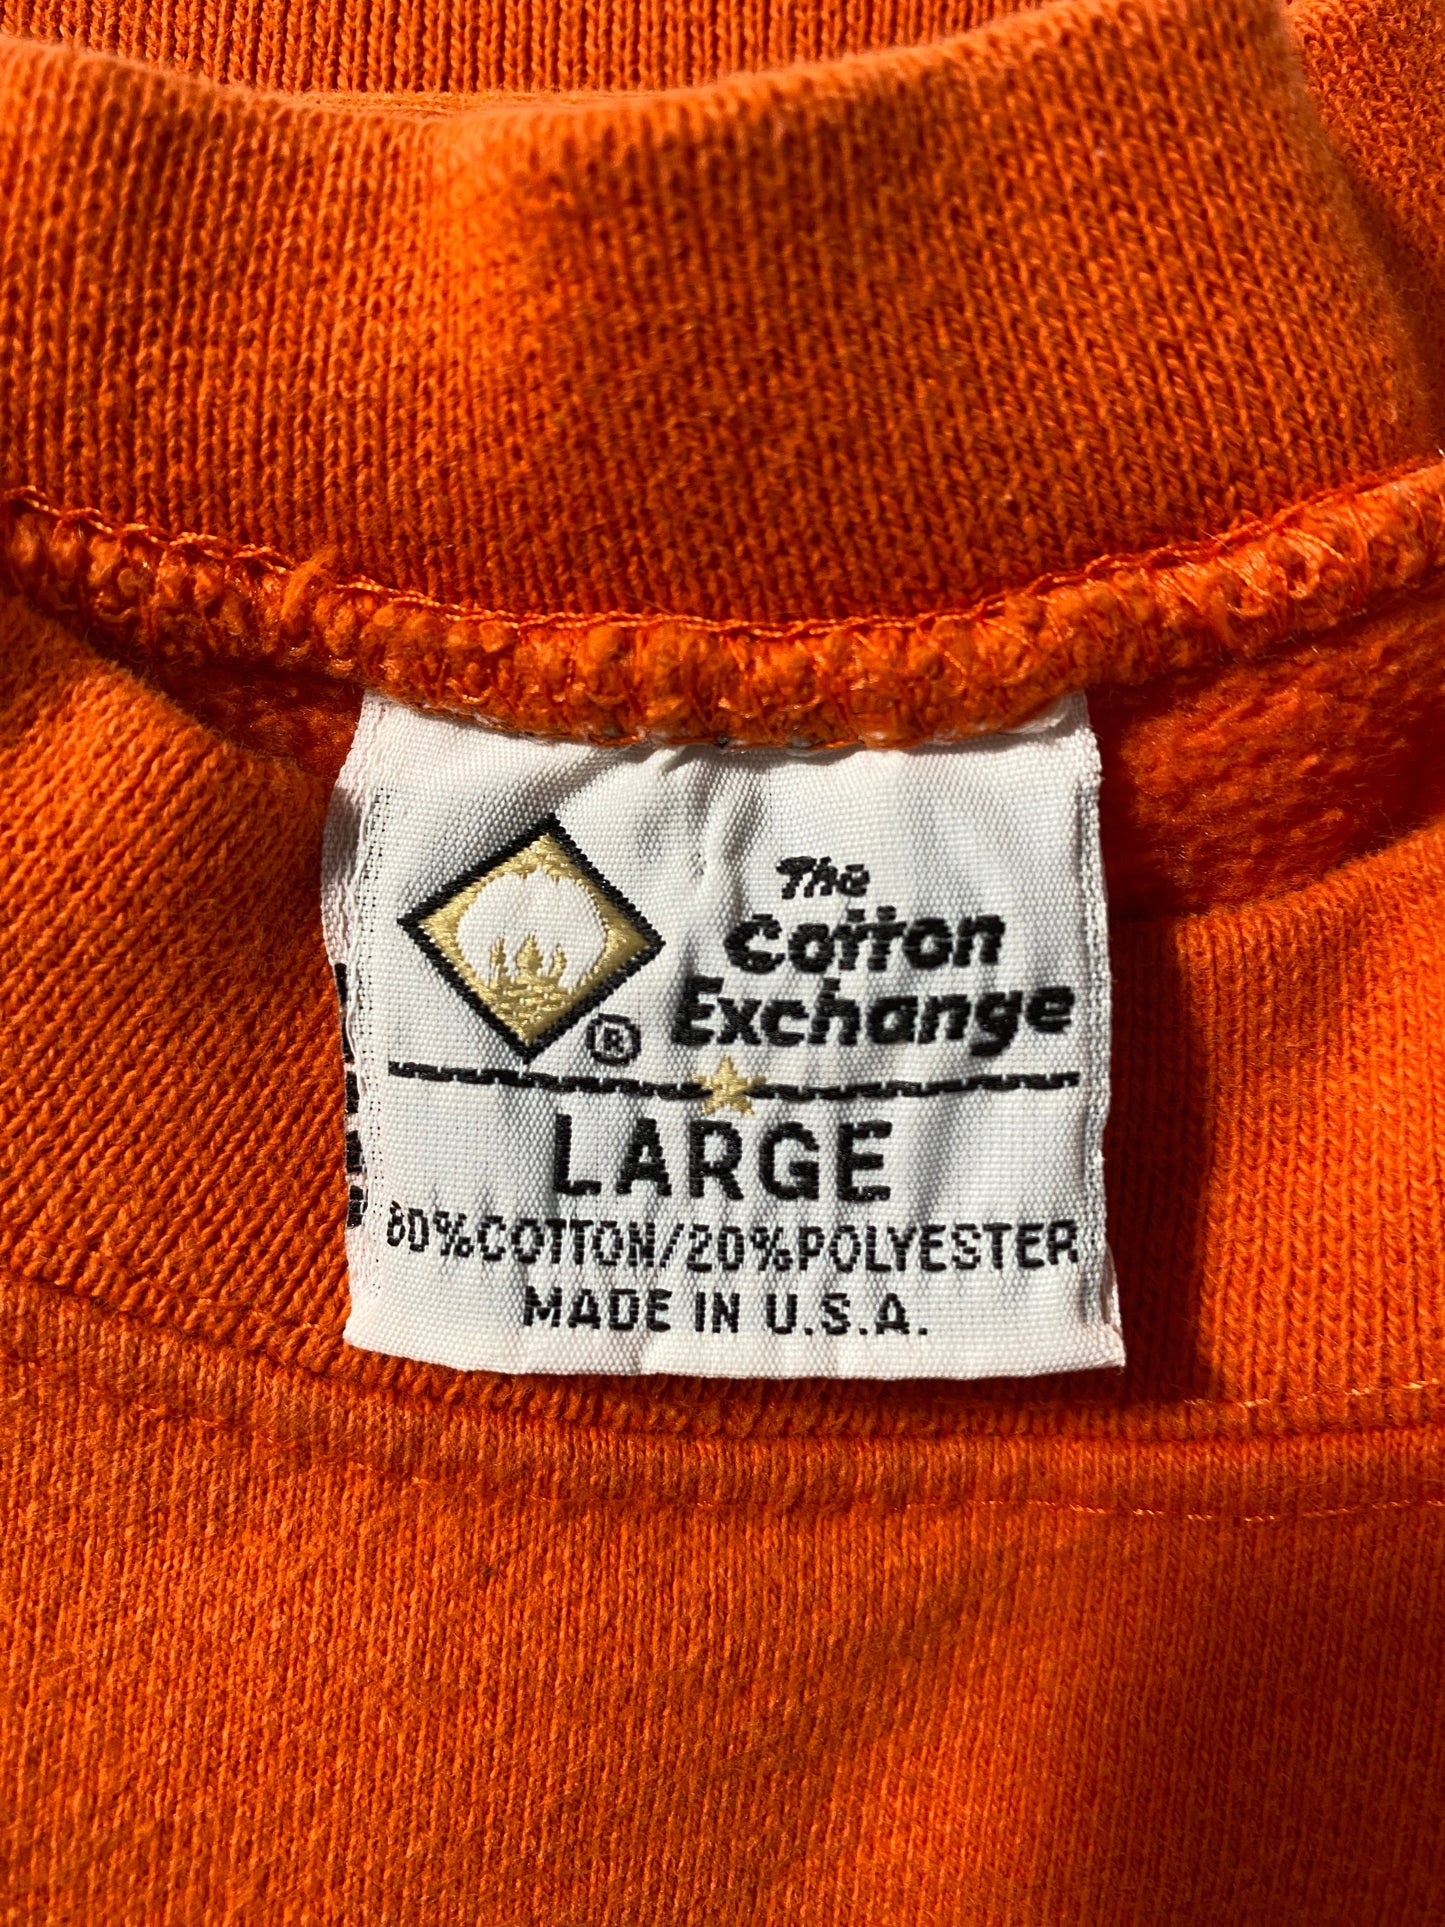 The
Cotton
Exchange
®
LARGE
80%COTTON/20%POLYESTER
MADE IN U.S.A.